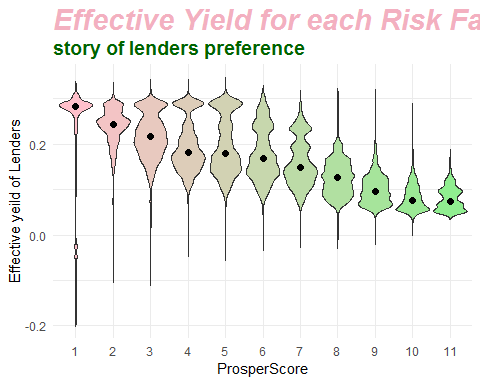 Effective Yield for each Risk Fa
story of lenders preference
Effective yeild of Lenders
0.2
0.0
-0.2
1 2 3 4 5 6 7 8 9 10 11
ProsperScore